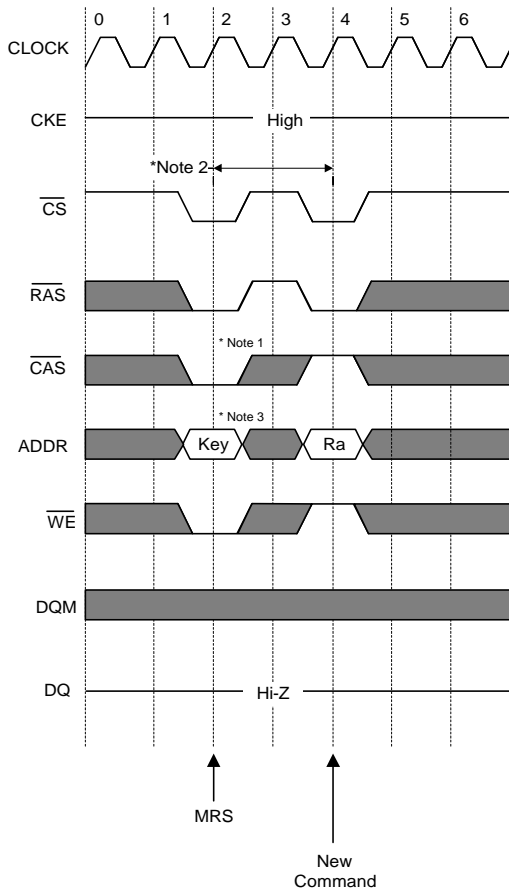 0 1 2 3 4 5 6
CLOCK
CKE High
*Note 2
CS
RAS
* Note 1
CAS
* Note 3
ADDR Key Ra
WE
DQM
DQ Hi-Z
MRS
New
Command